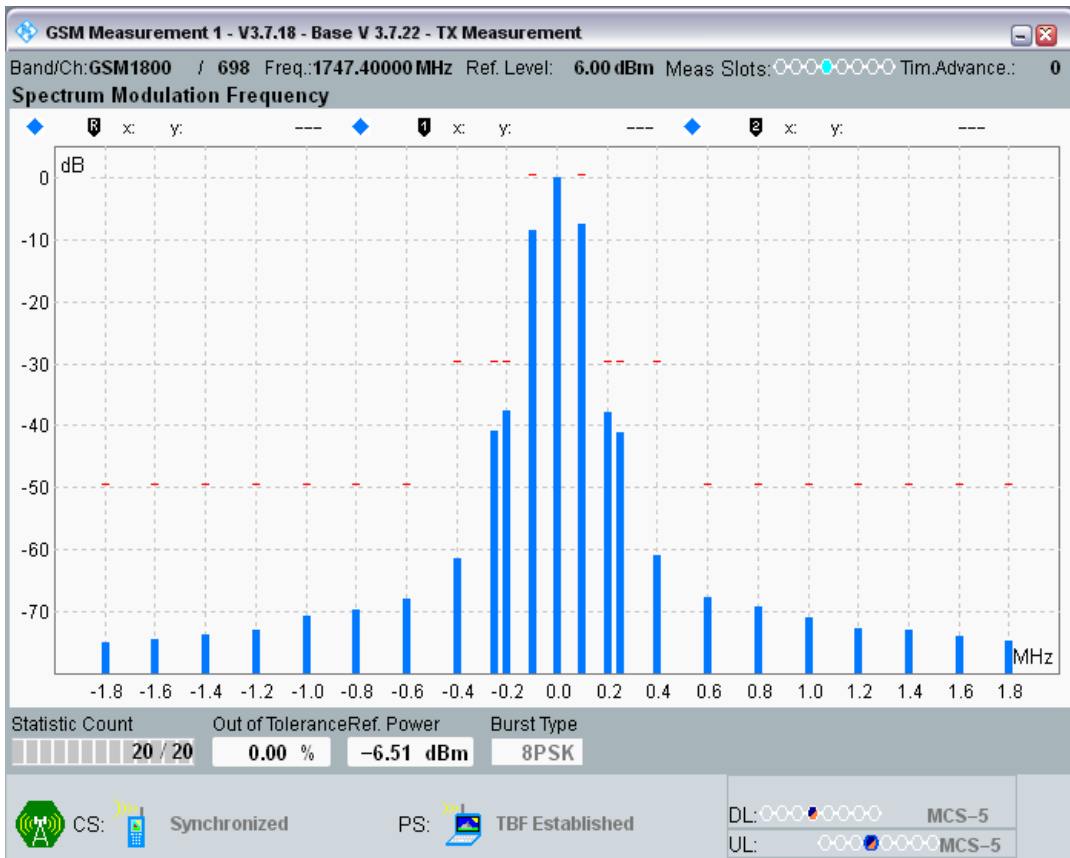 GSM Measurement 1 - V3.7.18 - Base V 3.7.22 - TX Measurement
Band/Ch:GSM1800 / 698 Freq.:1747.40000 MHz Ref. Level: 6.00 dBm Meas Slots: Tim.Advance.: 0
Spectrum Modulation Frequency
R x: y: --- 1 x: y: --- 2 x: y: ---
dB
0
-10
-20
-30
-40
-50
-60
-70
MHz
-1.8 -1.6 -1.4 -1.2 -1.0 -0.8 -0.6 -0.4 -0.2 0.0 0.2 0.4 0.6 0.8 1.0 1.2 1.4 1.6 1.8
Statistic Count Out of Tolerance Ref. Power Burst Type
20 / 20 0.00 % -6.51 dBm 8PSK
CS: Synchronized PS: TBF Established DL: MCS-5
UL: MCS-5